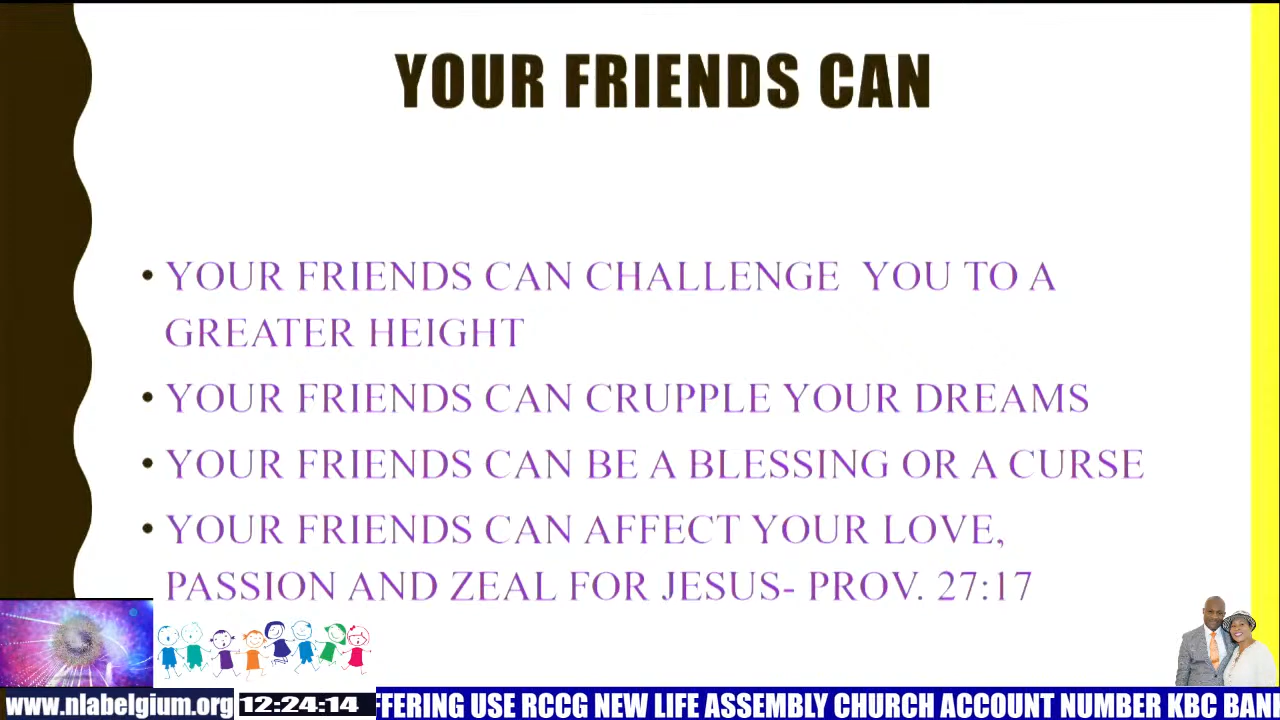 YOUR FRIENDS CAN
• YOUR FRIENDS CAN CHALLENGE YOU TO A
GREATER HEIGHT
• YOUR FRIENDS CAN CRUPPLE YOUR DREAMS
• YOUR FRIENDS CAN BE A BLESSING OR A CURSE
• YOUR FRIENDS CAN AFFECT YOUR LOVE,
PASSION AND ZEAL FOR JESUS- PROV. 27:17
www.nlabelgium.org 12:24:14 FFERING USE RCCG NEW LIFE ASSEMBLY CHURCH ACCOUNT NUMBER KBC BAN